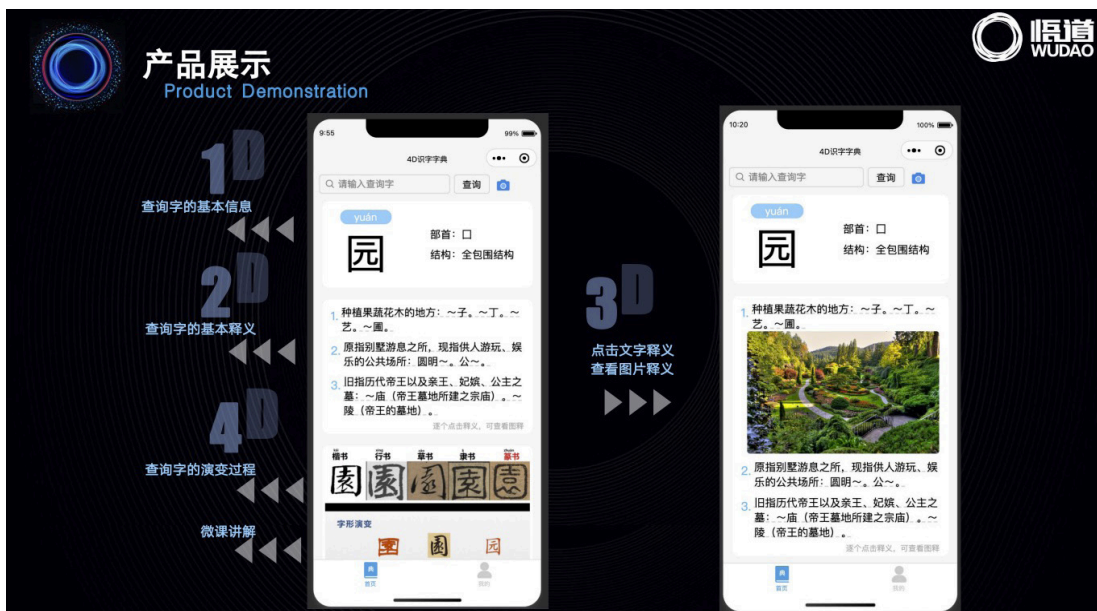 产品展示
Product Demonstration
悟道
WUDAO
1D
查询字的基本信息
2D
查询字的基本释义
4D
查询字的演变过程
微课讲解
9:55
99%
4D识字字典
请输入查询字
查询
yuán
园
部首：囗
结构：全包围结构
1. 种植果蔬花木的地方：～子。～丁。～
艺。～圃。
2. 原指别墅游息之所，现指供人游玩、娱
乐的公共场所：圆明～。公～。
3. 旧指历代帝王以及亲王、妃嫔、公主之
墓：～庙（帝王墓地所建之宗庙）。～
陵（帝王的墓地）。
逐个点击释义，可查看图释
楷书 行书 草书 隶书 篆书
園 園 園 園 園
字形演变
園 园
典
首页
我的
3D
点击文字释义
查看图片释义
10:20
100%
4D识字字典
请输入查询字
查询
yuán
园
部首：囗
结构：全包围结构
1. 种植果蔬花木的地方：～子。～丁。～
艺。～圃。
2. 原指别墅游息之所，现指供人游玩、娱
乐的公共场所：圆明～。公～。
3. 旧指历代帝王以及亲王、妃嫔、公主之
墓：～庙（帝王墓地所建之宗庙）。～
陵（帝王的墓地）。
逐个点击释义，可查看图释
典
首页
我的